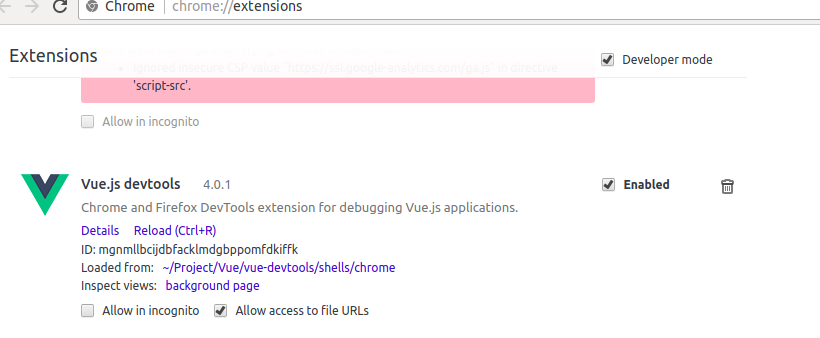 Chrome chrome://extensions
Extensions
Developer mode
Ignored insecure CSP value "https://ssl.google-analytics.com/ga.js" in directive
'script-src'.
Allow in incognito
Vue.js devtools 4.0.1
Enabled
Chrome and Firefox DevTools extension for debugging Vue.js applications.
Details Reload (Ctrl+R)
ID: mgnmllbcijdbfacklmdgbppomfdkiffk
Loaded from: ~/Project/Vue/vue-devtools/shells/chrome
Inspect views: background page
Allow in incognito Allow access to file URLs